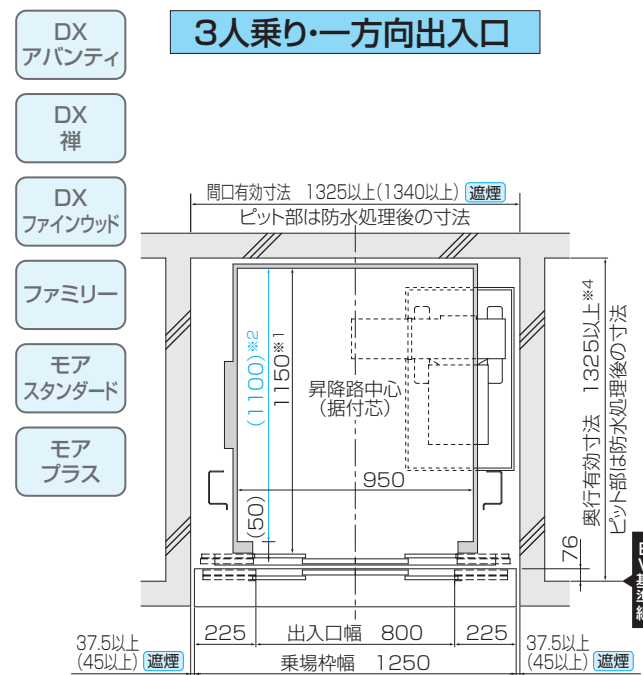 DX
アバンティ
DX
禅
DX
ファインウッド
ファミリー
モア
スタンダード
モア
プラス
3人乗り・一方向出入口
間口有効寸法 1325以上(1340以上) 遮煙
ピット部は防水処理後の寸法
(1100)※2
1150※1
昇降路中心
(据付芯)
950
(50)
奥行有効寸法 1325以上※4
ピット部は防水処理後の寸法
76
225
出入口幅 800
225
37.5以上
(45以上) 遮煙
乗場枠幅 1250
37.5以上
(45以上) 遮煙